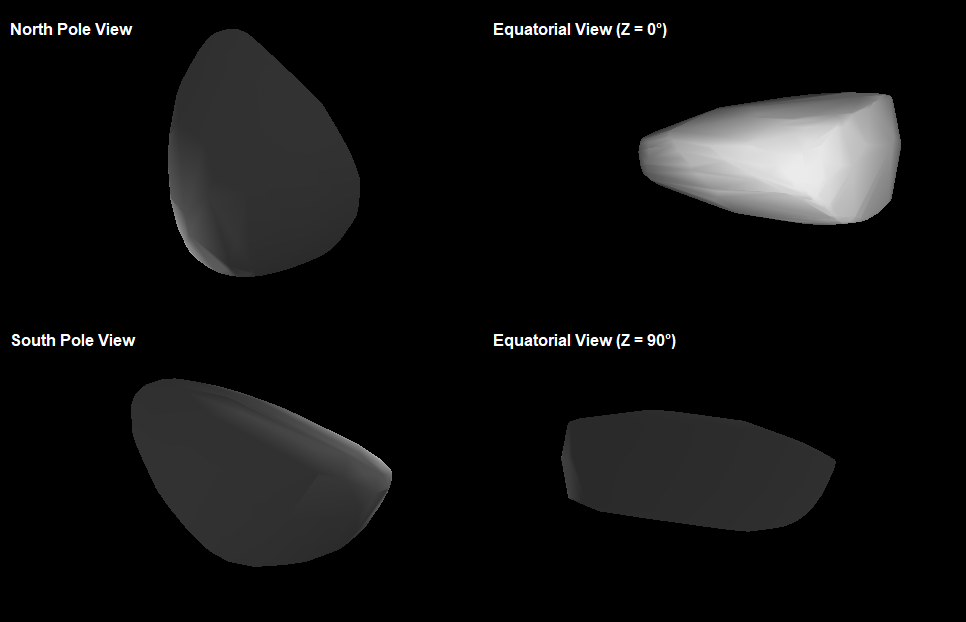 North Pole View
Equatorial View (Z = 0°)
South Pole View
Equatorial View (Z = 90°)